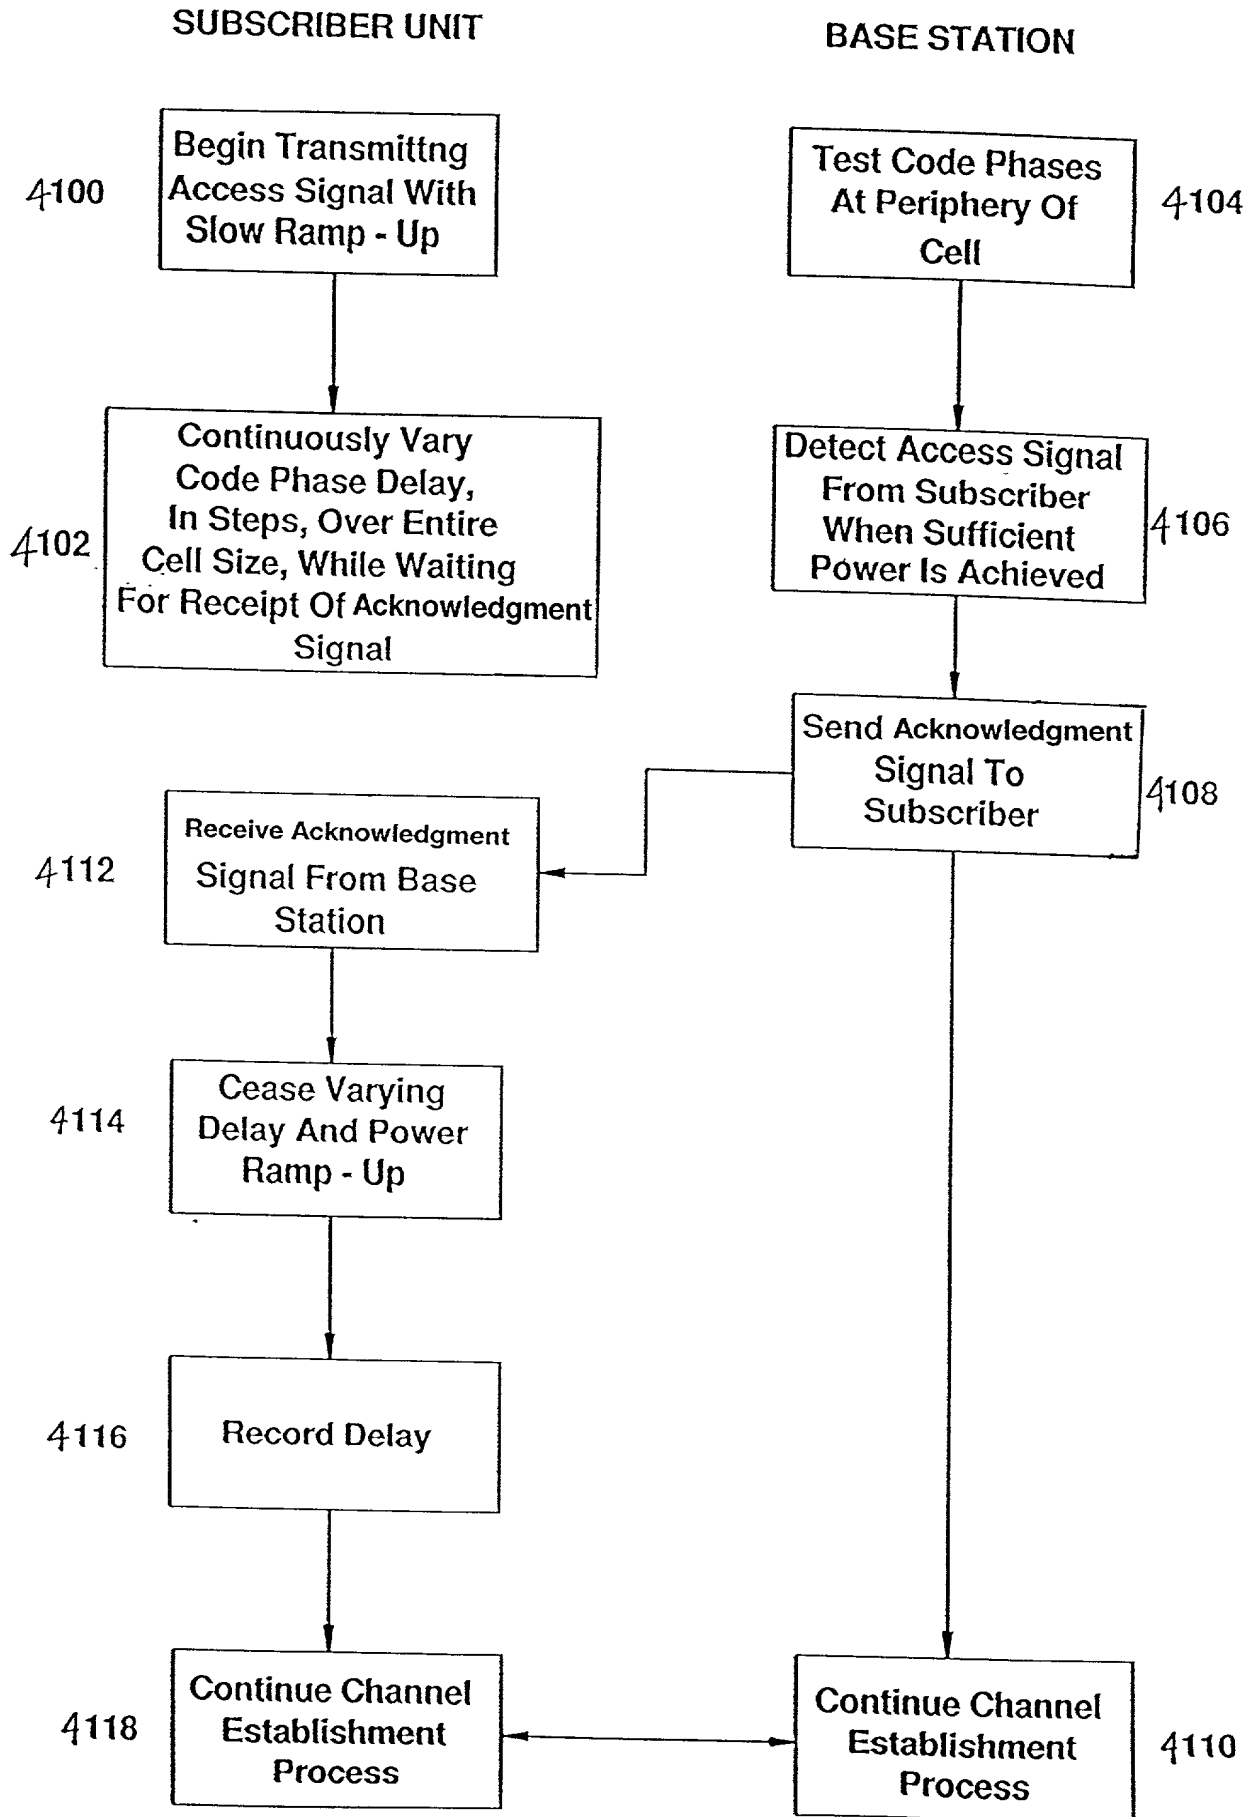 SUBSCRIBER UNIT
BASE STATION
4100
Begin Transmittng
Access Signal With
Slow Ramp - Up
Test Code Phases
At Periphery Of
Cell
4104
4102
Continuously Vary
Code Phase Delay,
In Steps, Over Entire
Cell Size, While Waiting
For Receipt Of Acknowledgment
Signal
Detect Access Signal
From Subscriber
When Sufficient
Power Is Achieved
4106
Send Acknowledgment
Signal To
Subscriber
4108
4112
Receive Acknowledgment
Signal From Base
Station
4114
Cease Varying
Delay And Power
Ramp - Up
4116
Record Delay
4118
Continue Channel
Establishment
Process
Continue Channel
Establishment
Process
4110